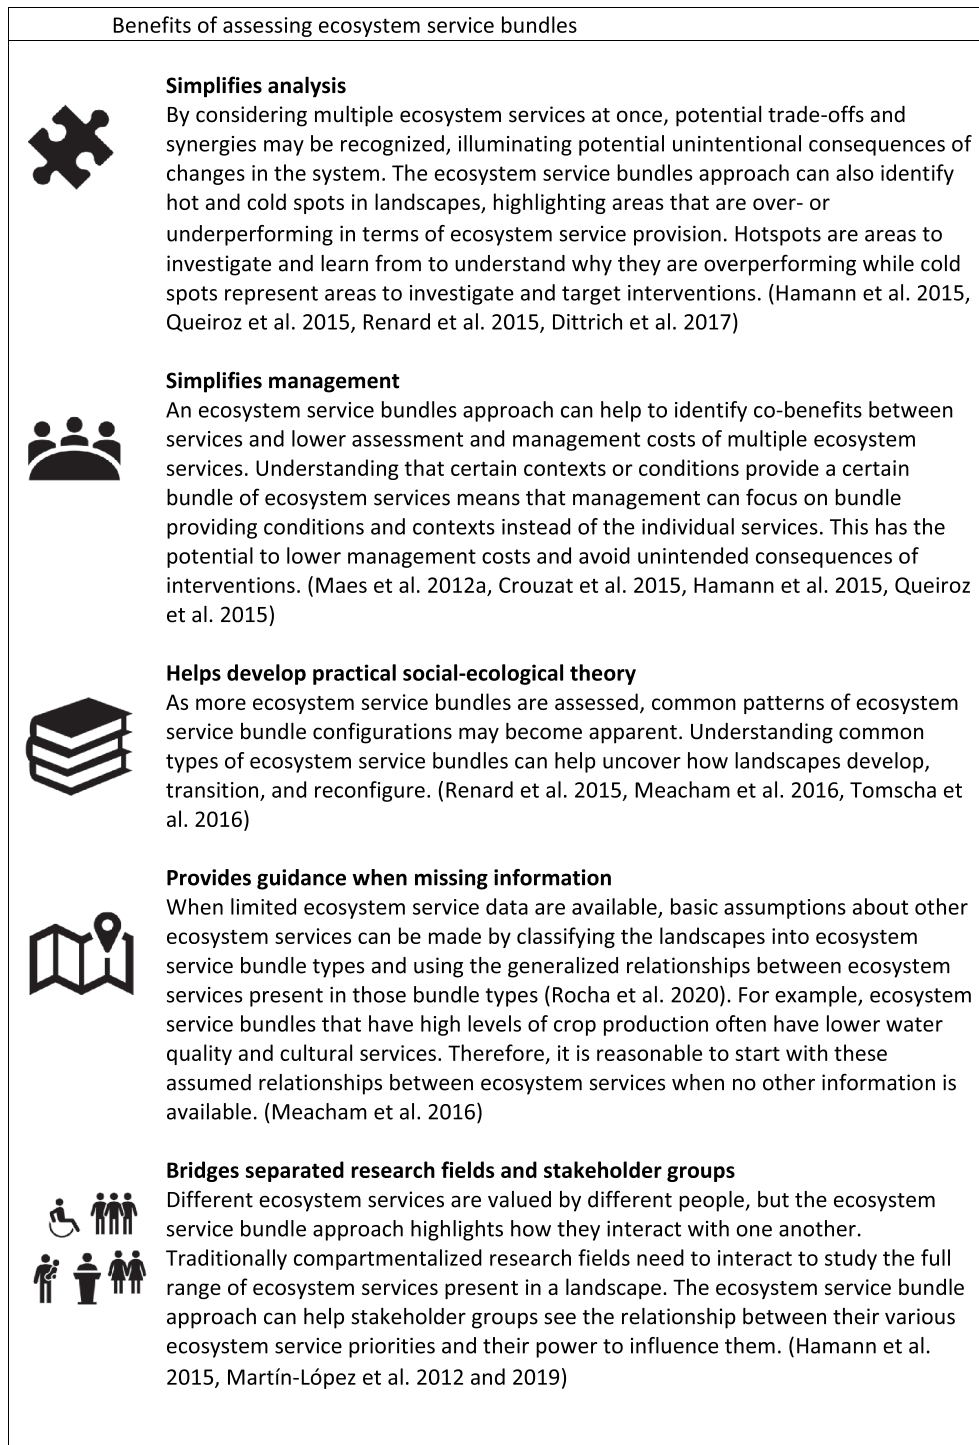 Benefits of assessing ecosystem service bundles
Simplifies analysis
By considering multiple ecosystem services at once, potential trade-offs and
synergies may be recognized, illuminating potential unintentional consequences of
changes in the system. The ecosystem service bundles approach can also identify
hot and cold spots in landscapes, highlighting areas that are over- or
underperforming in terms of ecosystem service provision. Hotspots are areas to
investigate and learn from to understand why they are overperforming while cold
spots represent areas to investigate and target interventions. (Hamann et al. 2015,
Queiroz et al. 2015, Renard et al. 2015, Dittrich et al. 2017)
Simplifies management
An ecosystem service bundles approach can help to identify co-benefits between
services and lower assessment and management costs of multiple ecosystem
services. Understanding that certain contexts or conditions provide a certain
bundle of ecosystem services means that management can focus on bundle
providing conditions and contexts instead of the individual services. This has the
potential to lower management costs and avoid unintended consequences of
interventions. (Maes et al. 2012a, Crouzat et al. 2015, Hamann et al. 2015, Queiroz
et al. 2015)
Helps develop practical social-ecological theory
As more ecosystem service bundles are assessed, common patterns of ecosystem
service bundle configurations may become apparent. Understanding common
types of ecosystem service bundles can help uncover how landscapes develop,
transition, and reconfigure. (Renard et al. 2015, Meacham et al. 2016, Tomscha et
al. 2016)
Provides guidance when missing information
When limited ecosystem service data are available, basic assumptions about other
ecosystem services can be made by classifying the landscapes into ecosystem
service bundle types and using the generalized relationships between ecosystem
services present in those bundle types (Rocha et al. 2020). For example, ecosystem
service bundles that have high levels of crop production often have lower water
quality and cultural services. Therefore, it is reasonable to start with these
assumed relationships between ecosystem services when no other information is
available. (Meacham et al. 2016)
Bridges separated research fields and stakeholder groups
Different ecosystem services are valued by different people, but the ecosystem
service bundle approach highlights how they interact with one another.
Traditionally compartmentalized research fields need to interact to study the full
range of ecosystem services present in a landscape. The ecosystem service bundle
approach can help stakeholder groups see the relationship between their various
ecosystem service priorities and their power to influence them. (Hamann et al.
2015, Martín-López et al. 2012 and 2019)